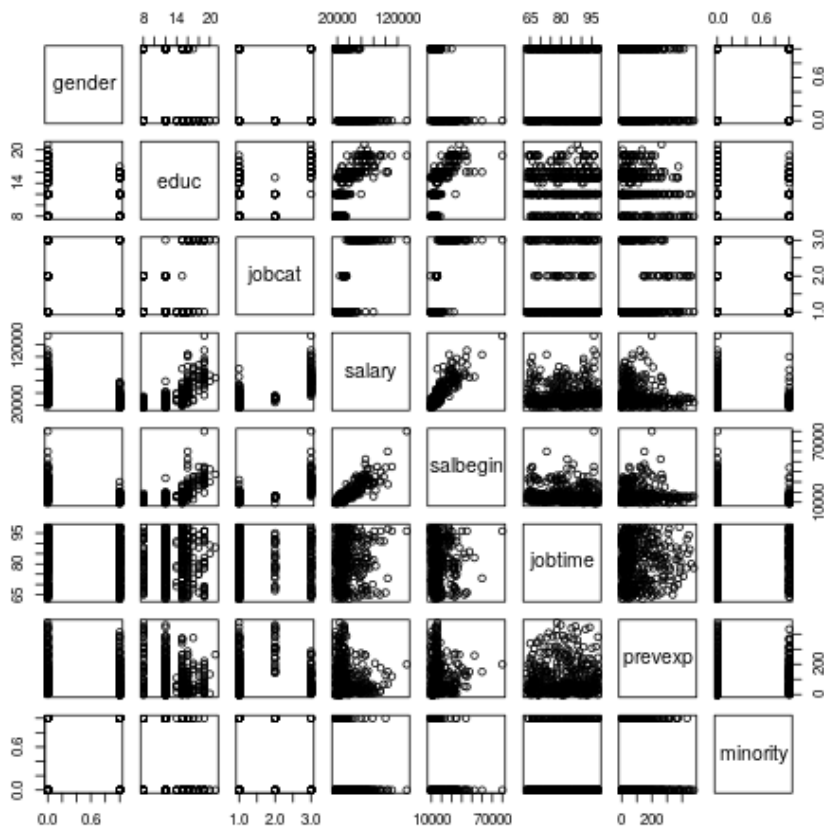 8 14 20 20000 120000 65 80 95 0.0 0.6
gender 0.0 0.6
8 14 20 educ
jobcat 1.0 2.0 3.0
20000 120000 salary
salbegin 10000 70000
65 80 95 jobtime
prevexp 0 200
0.0 0.6 minority
0.0 0.6 1.0 2.0 3.0 10000 70000 0 200